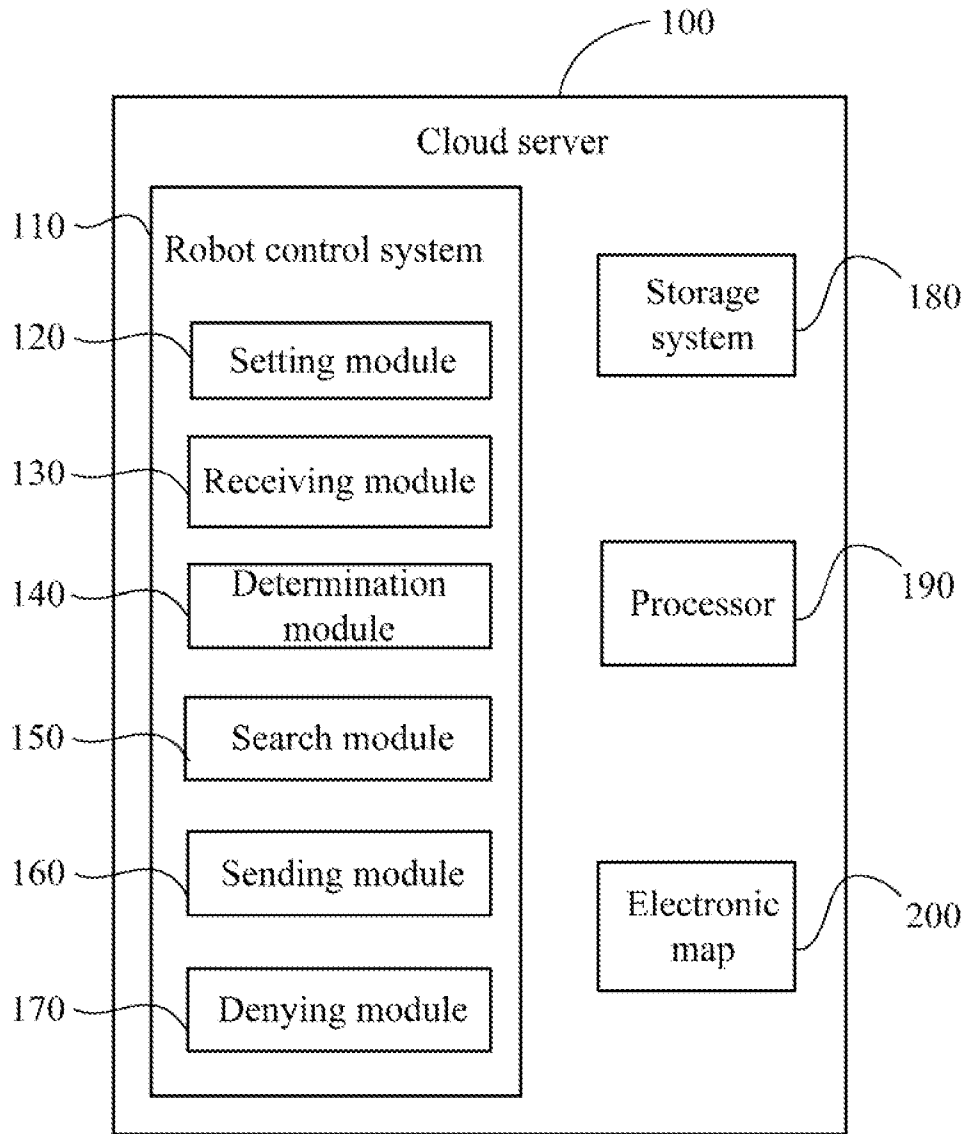 100
Cloud server
110
Robot control system
120
Setting module
130
Receiving module
140
Determination
module
150
Search module
160
Sending module
170
Denying module
Storage
system
180
Processor
190
Electronic
map
200